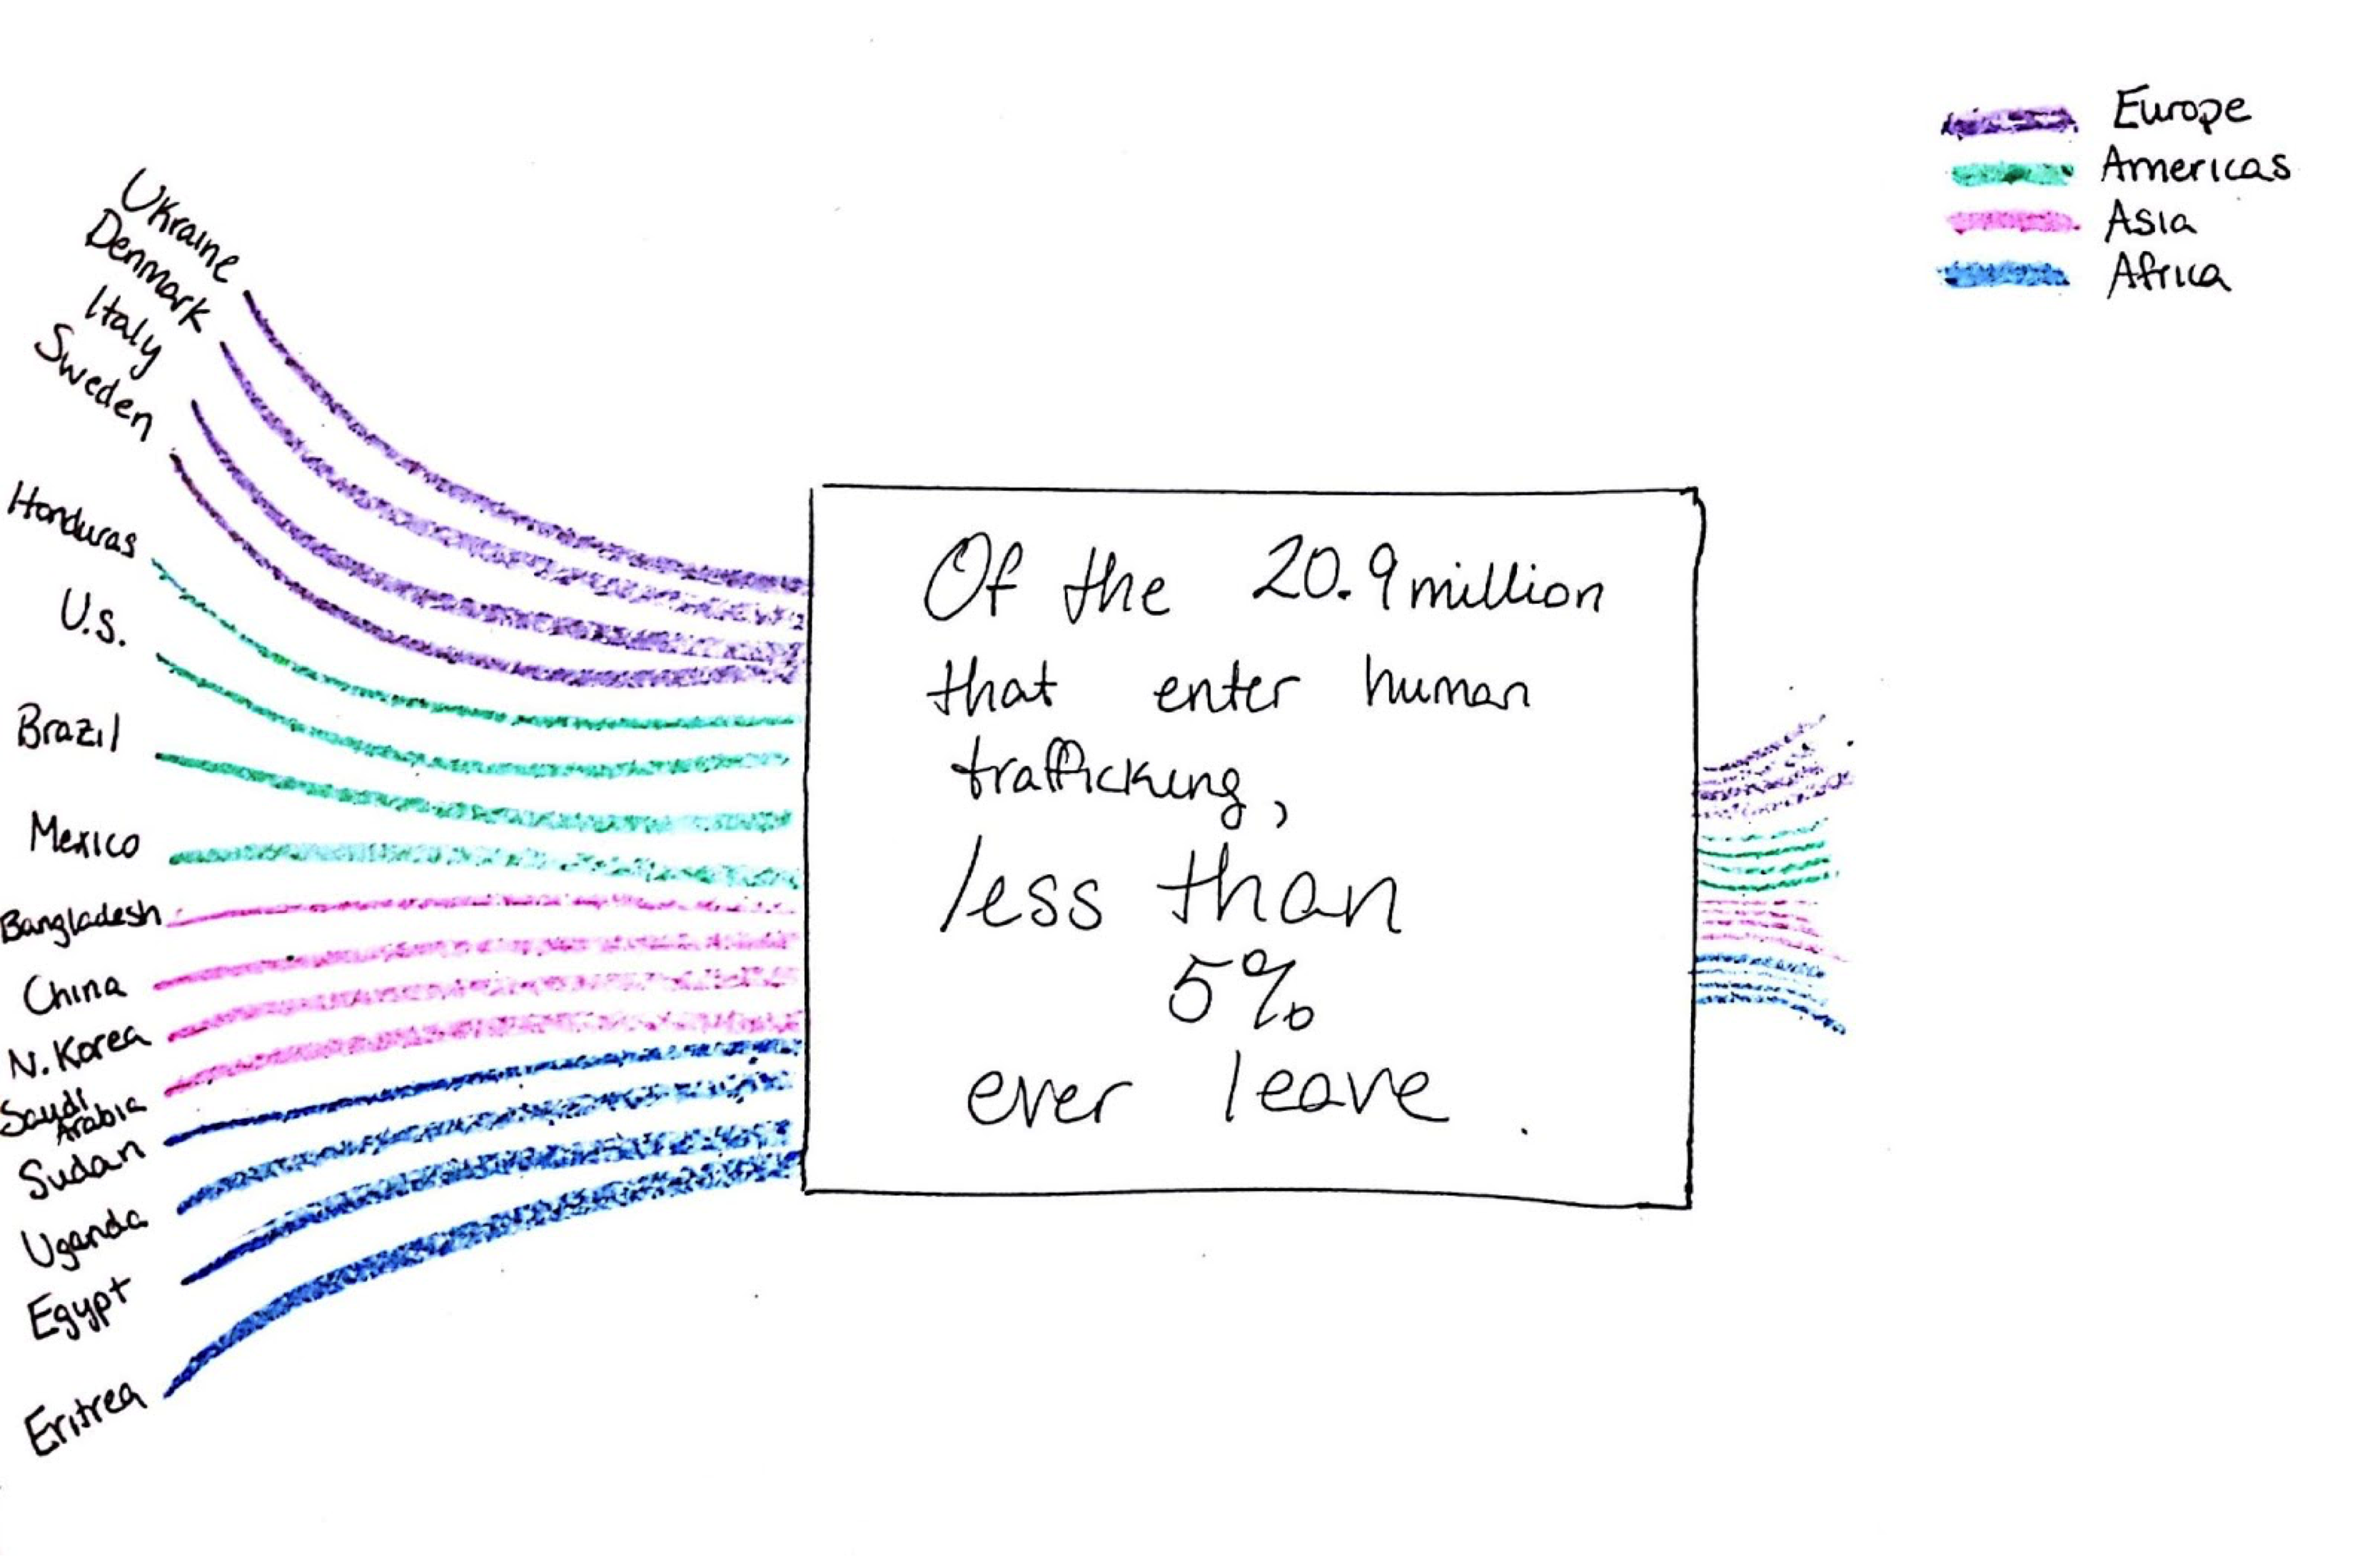 Europe
Americas
Asia
Africa
Ukraine
Denmark
Italy
Sweden
Honduras
U.S.
Brazil
Mexico
Bangladesh
China
N. Korea
Saudi
Arabia
Sudan
Uganda
Egypt
Eritrea
Of the 20.9 million
that enter human
trafficking,
less than
5%
ever leave.